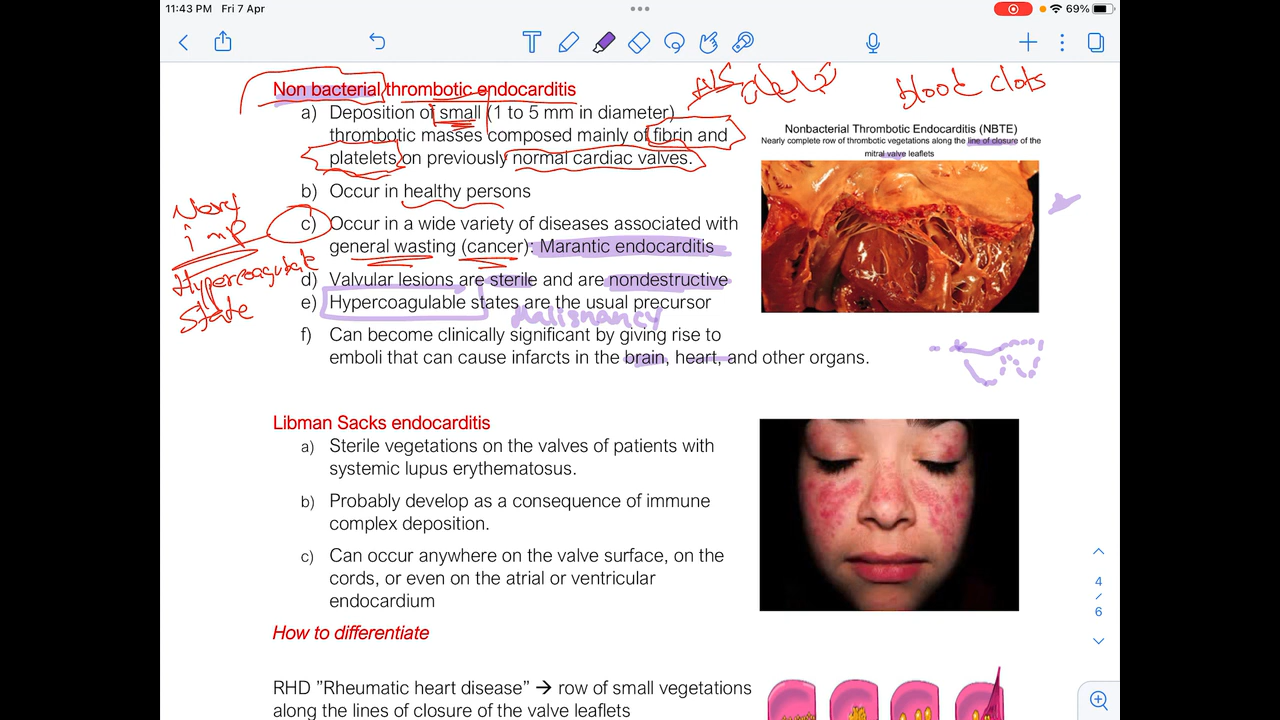 11:43 PM Fri 7 Apr
69%
blood clots
Non bacterial thrombotic endocarditis
a) Deposition of small (1 to 5 mm in diameter)
thrombotic masses composed mainly of fibrin and
platelets on previously normal cardiac valves.
b) Occur in healthy persons
c) Occur in a wide variety of diseases associated with
general wasting (cancer): Marantic endocarditis
d) Valvular lesions are sterile and are nondestructive
e) Hypercoagulable states are the usual precursor
Malignancy
f) Can become clinically significant by giving rise to
emboli that can cause infarcts in the brain, heart, and other organs.
imp
Hypercoagulate
State
Nonbacterial Thrombotic Endocarditis (NBTE)
Nearly complete row of thrombotic vegetations along the line of closure of the
mitral valve leaflets
Libman Sacks endocarditis
a) Sterile vegetations on the valves of patients with
systemic lupus erythematosus.
b) Probably develop as a consequence of immune
complex deposition.
c) Can occur anywhere on the valve surface, on the
cords, or even on the atrial or ventricular
endocardium
How to differentiate
RHD "Rheumatic heart disease" → row of small vegetations
along the lines of closure of the valve leaflets
4
/
6